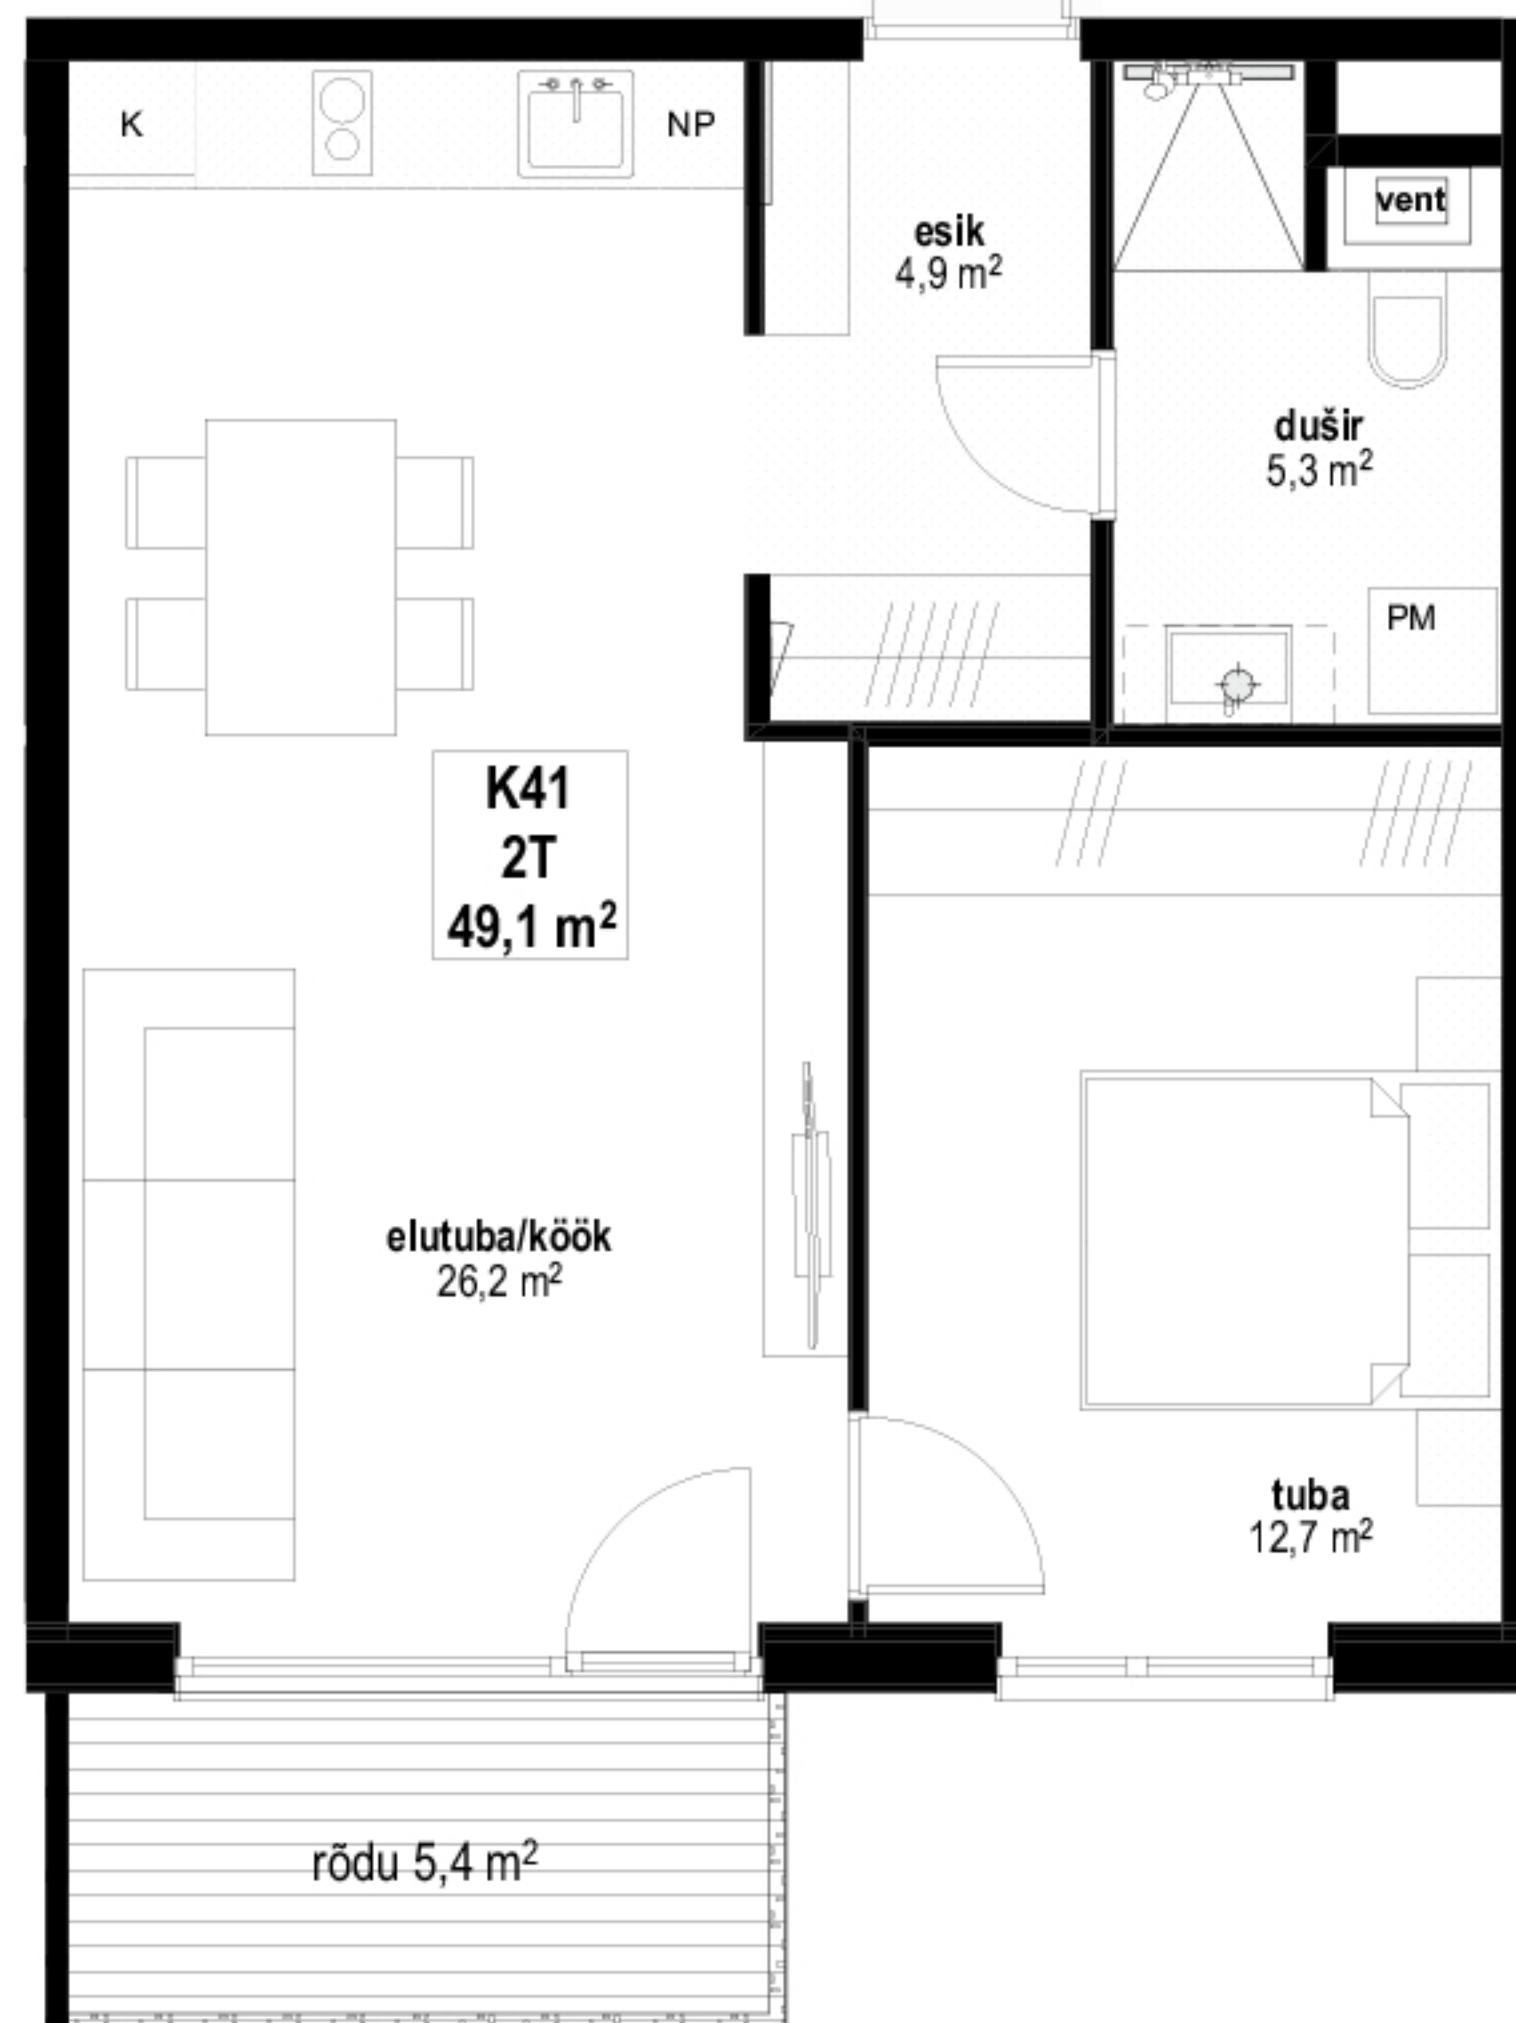 K
NP
vent
esik
4,9 m²
dušir
5,3 m²
PM
K41
2T
49,1 m²
elutuba/köök
26,2 m²
tuba
12,7 m²
rõdu 5,4 m²